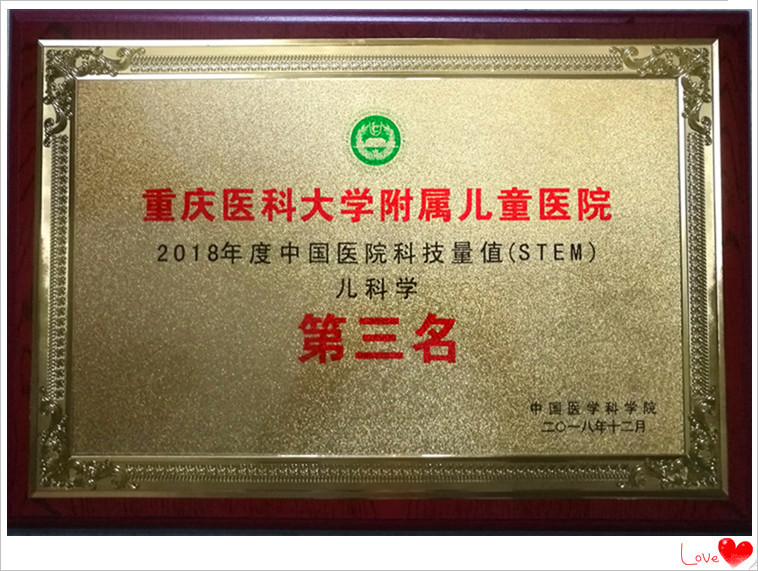 重庆医科大学附属儿童医院
2018年度中国医院科技量值(STEM)
儿科学
第三名
中国医学科学院
二〇一八年十二月
Love